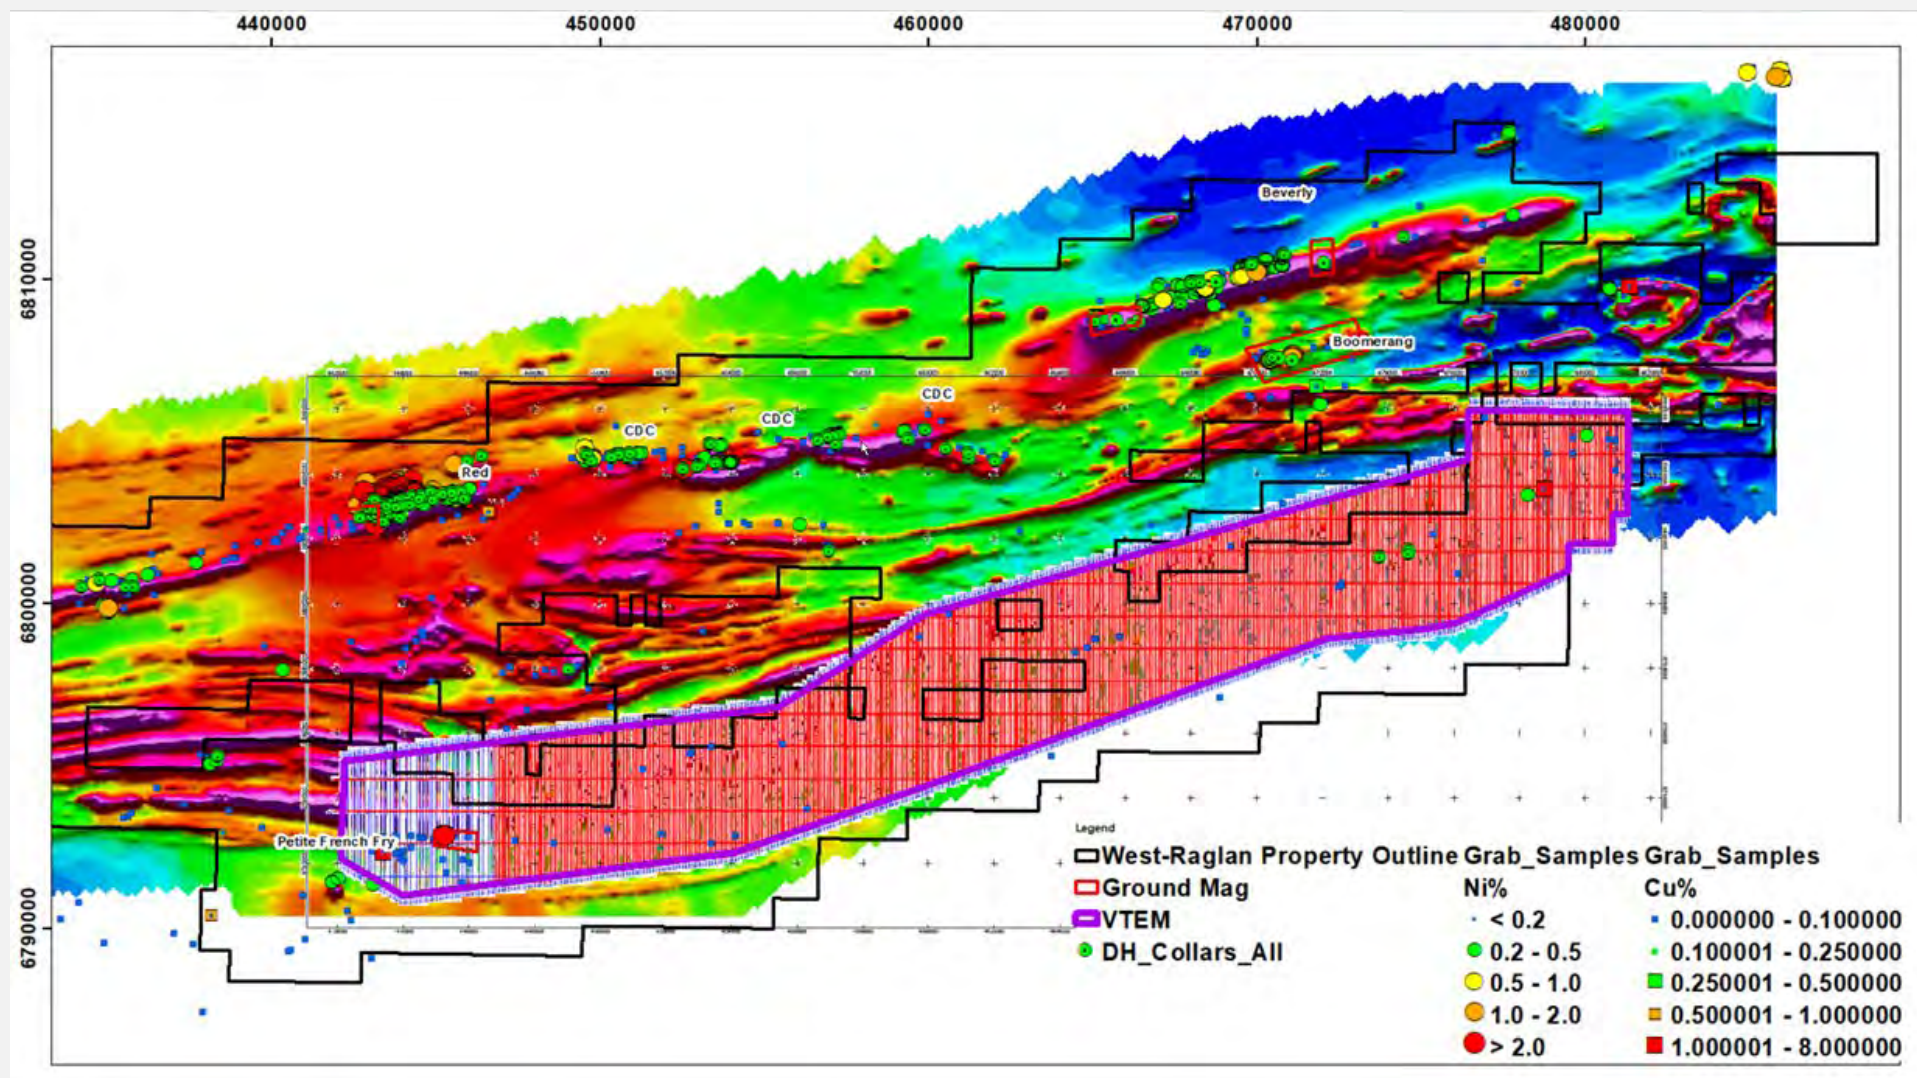 440000 450000 460000 470000 480000
6810000
6800000
6790000
Beverly
Boomerang
CDC
CDC
CDC
Red
Petite French Fry
Legend
West-Raglan Property Outline
Ground Mag
VTEM
DH_Collars_All
Grab_Samples
Ni%
< 0.2
0.2 - 0.5
0.5 - 1.0
1.0 - 2.0
> 2.0
Grab_Samples
Cu%
0.000000 - 0.100000
0.100001 - 0.250000
0.250001 - 0.500000
0.500001 - 1.000000
1.000001 - 8.000000